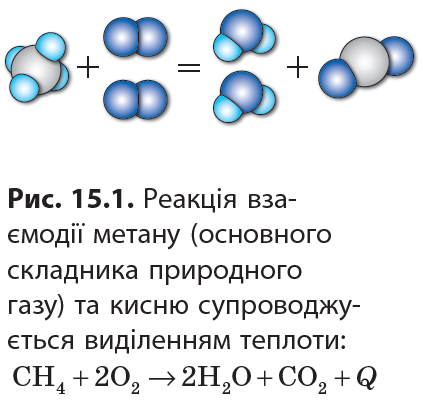 + = +
Рис. 15.1. Реакція вза-
ємодії метану (основного
складника природного
газу) та кисню супроводжу-
ється виділенням теплоти:
CH₄ + 2O₂ → 2H₂O + CO₂ + Q